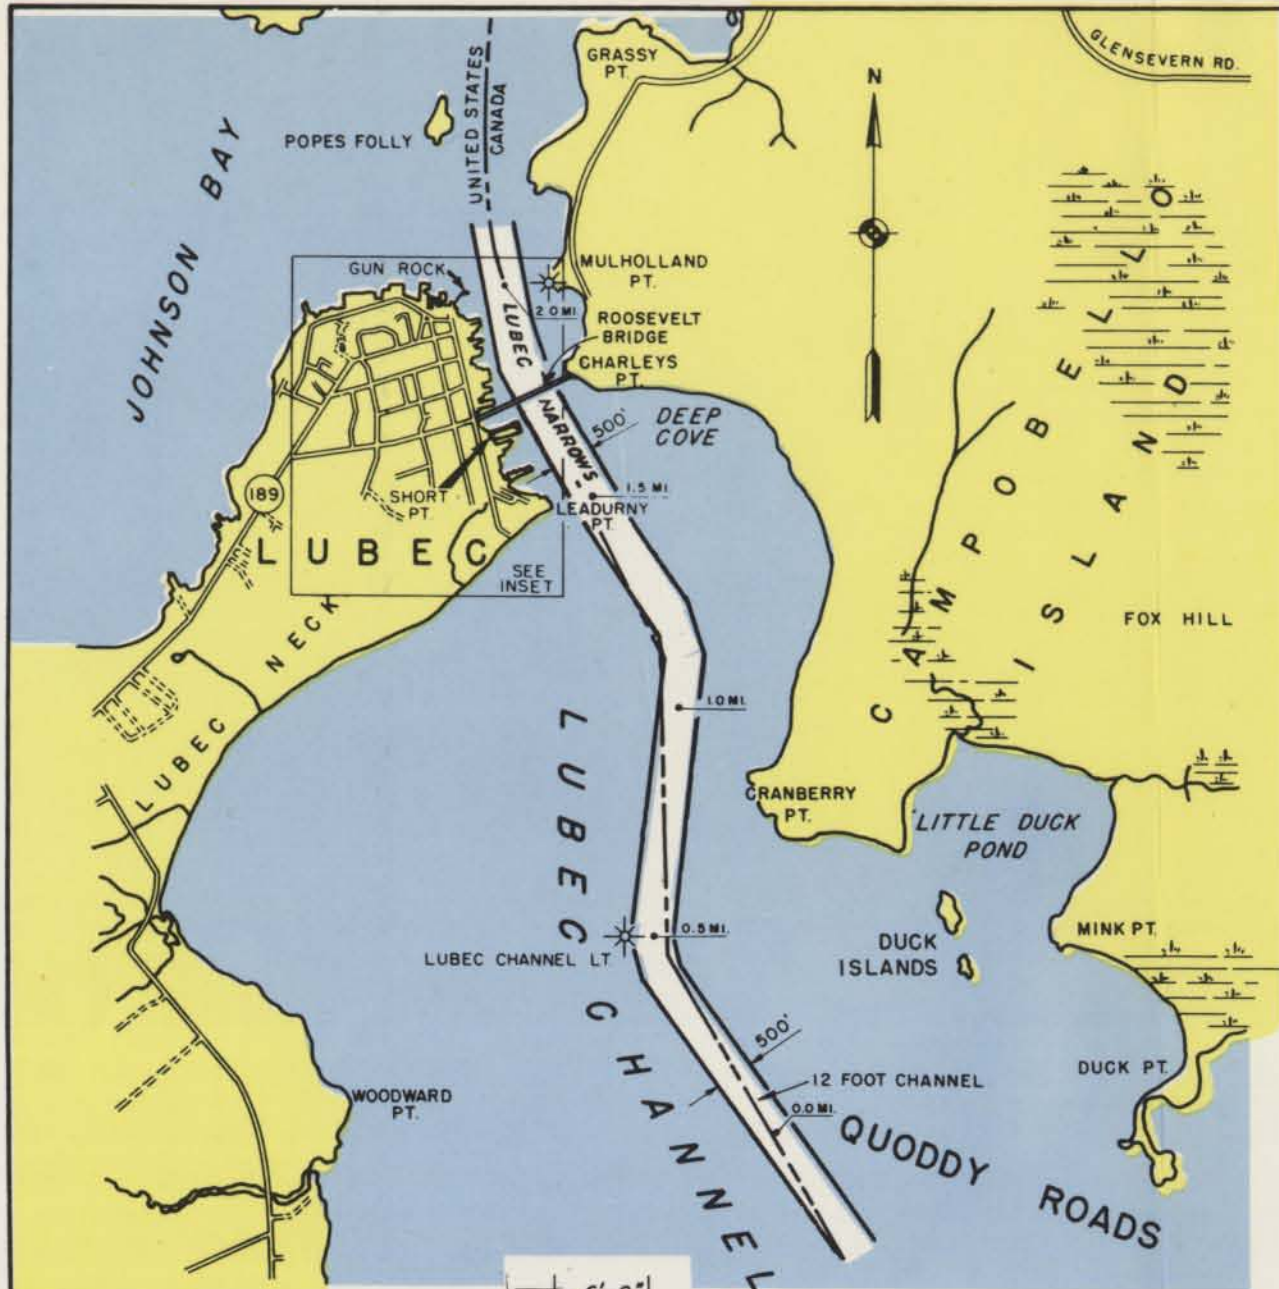 GRASSY
PT.
GLENSEVERN RD.
UNITED STATES
CANADA
N
POPES FOLLY
JOHNSON BAY
GUN ROCK
MULHOLLAND
PT.
2.0 MI.
ROOSEVELT
BRIDGE
CHARLEYS
PT.
LUBEC
NARROWS
500'
DEEP
COVE
189
SHORT
PT.
1.5 MI.
LEADURNY
PT.
LUBEC
SEE
INSET
CAMPOBELLO
ISLAND
FOX HILL
LUBEC NECK
1.0 MI.
CRANBERRY
PT.
LITTLE DUCK
POND
LUBEC CHANNEL
0.5 MI.
LUBEC CHANNEL LT.
DUCK
ISLANDS
MINK PT.
500'
12 FOOT CHANNEL
DUCK PT.
WOODWARD
PT.
0.0 MI.
QUODDY ROADS